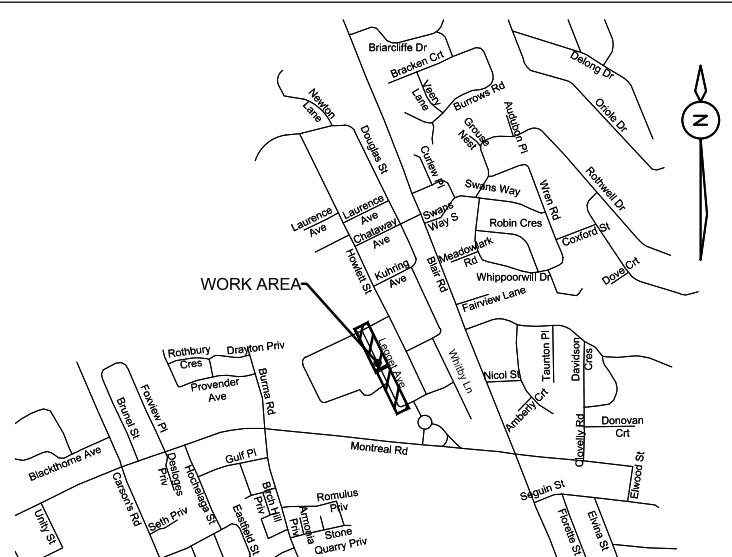 Briarcliffe Dr
Bracken Crt
Delong Dr
Veery
Lane
Burrows Rd
Oriole Dr
Newton
Lane
Audubon Pl
Grouse
Nest
Douglas St
Curlew Pl
Rothwell Dr
Swans Way
Wren Rd
Laurence
Ave
Laurence
Ave
Swans
Way S
Robin Cres
Chataway
Ave
Coxford St
Howlett St
Blair Rd
Meadowlark
Rd
Kuhring
Ave
Whippoorwill Dr
Dove Crt
WORK AREA
Fairview Lane
N
Rothbury
Cres
Drayton Priv
Provender
Ave
Burma Rd
Legnet Ave
Whilby Ln
Nicol St
Taunton Pl
Davidson
Cres
Amberly Crt
Foxview Pl
Brunel St
Clovelly Rd
Donovan
Crt
Montreal Rd
Blackthorne Ave
Carson's Rd
Desloges
Priv
Hochelaga St
Gulf Pl
Birch Hill
Priv
Elwood St
Seguin St
Unity St
Seth Priv
Eastfield St
Armonia
Priv
Romulus
Priv
Stone
Quarry Priv
Florette St
Elvina St